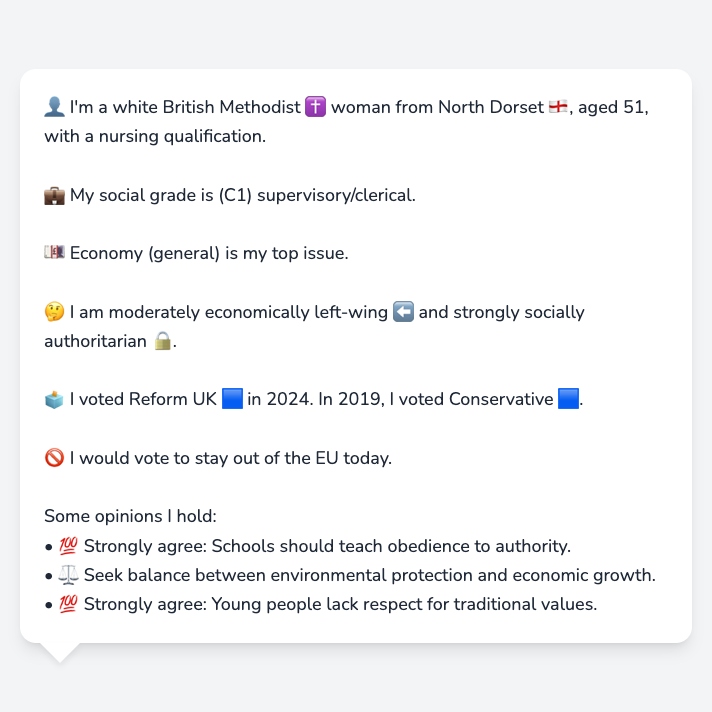 👤 I'm a white British Methodist ✝️ woman from North Dorset 🏴󠁧󠁢󠁥󠁮󠁧󠁿, aged 51,
with a nursing qualification.
💼 My social grade is (C1) supervisory/clerical.
💷 Economy (general) is my top issue.
🤔 I am moderately economically left-wing ⬅️ and strongly socially
authoritarian 🔒.
🗳️ I voted Reform UK 🟦 in 2024. In 2019, I voted Conservative 🟦.
🚫 I would vote to stay out of the EU today.
Some opinions I hold:
• 💯 Strongly agree: Schools should teach obedience to authority.
• ⚖️ Seek balance between environmental protection and economic growth.
• 💯 Strongly agree: Young people lack respect for traditional values.